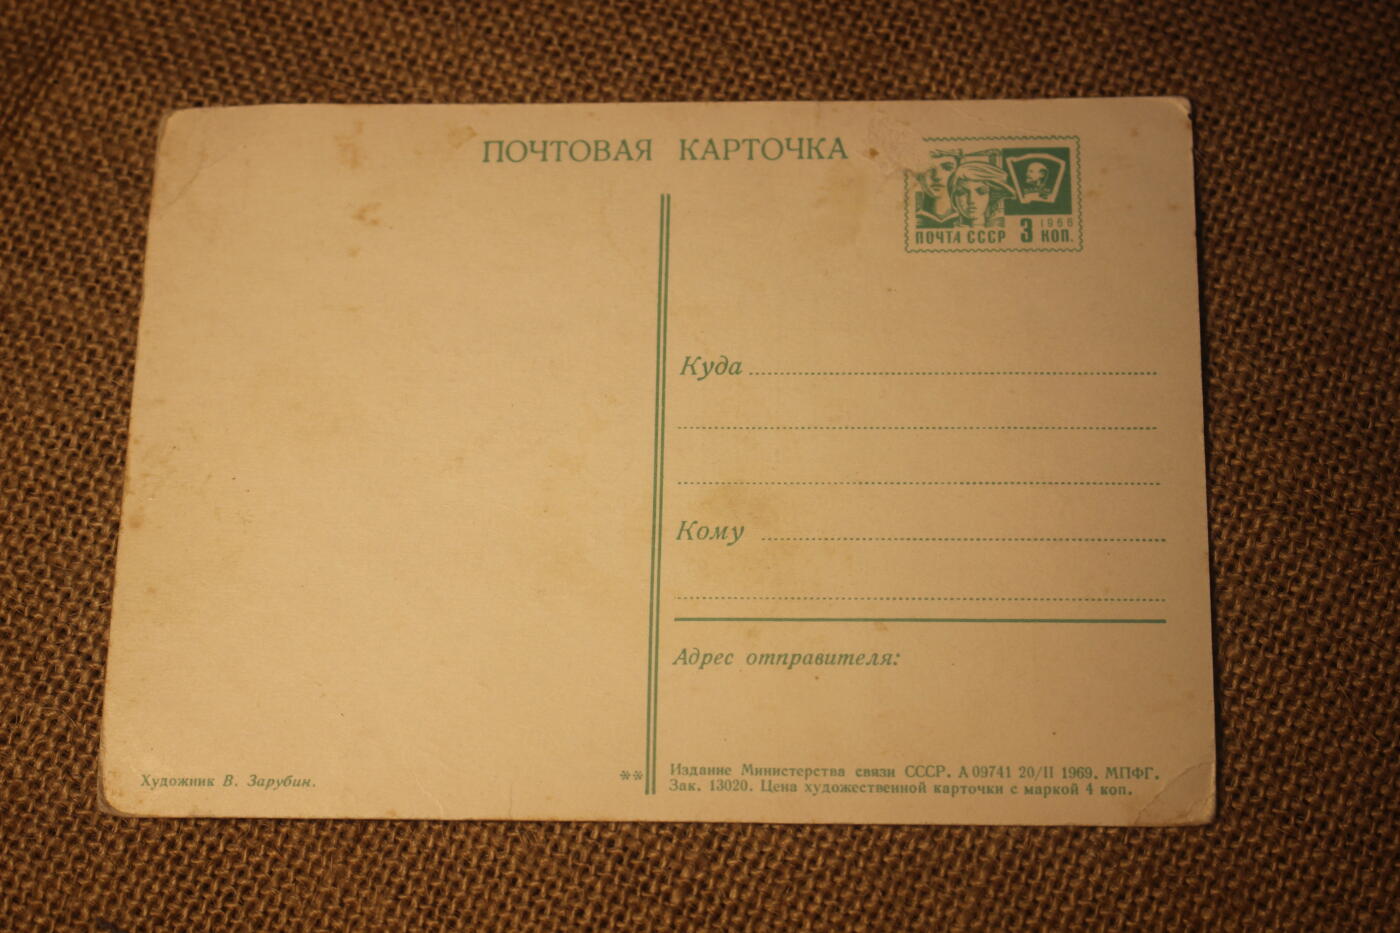 ПОЧТОВАЯ КАРТОЧКА
1966
ПОЧТА СССР 3 КОП.
Куда
Кому
Адрес отправителя:
Художник В. Зарубин.
**
Издание Министерства связи СССР. А 09741 20/II 1969. МПФГ.
Зак. 13020. Цена художественной карточки с маркой 4 коп.